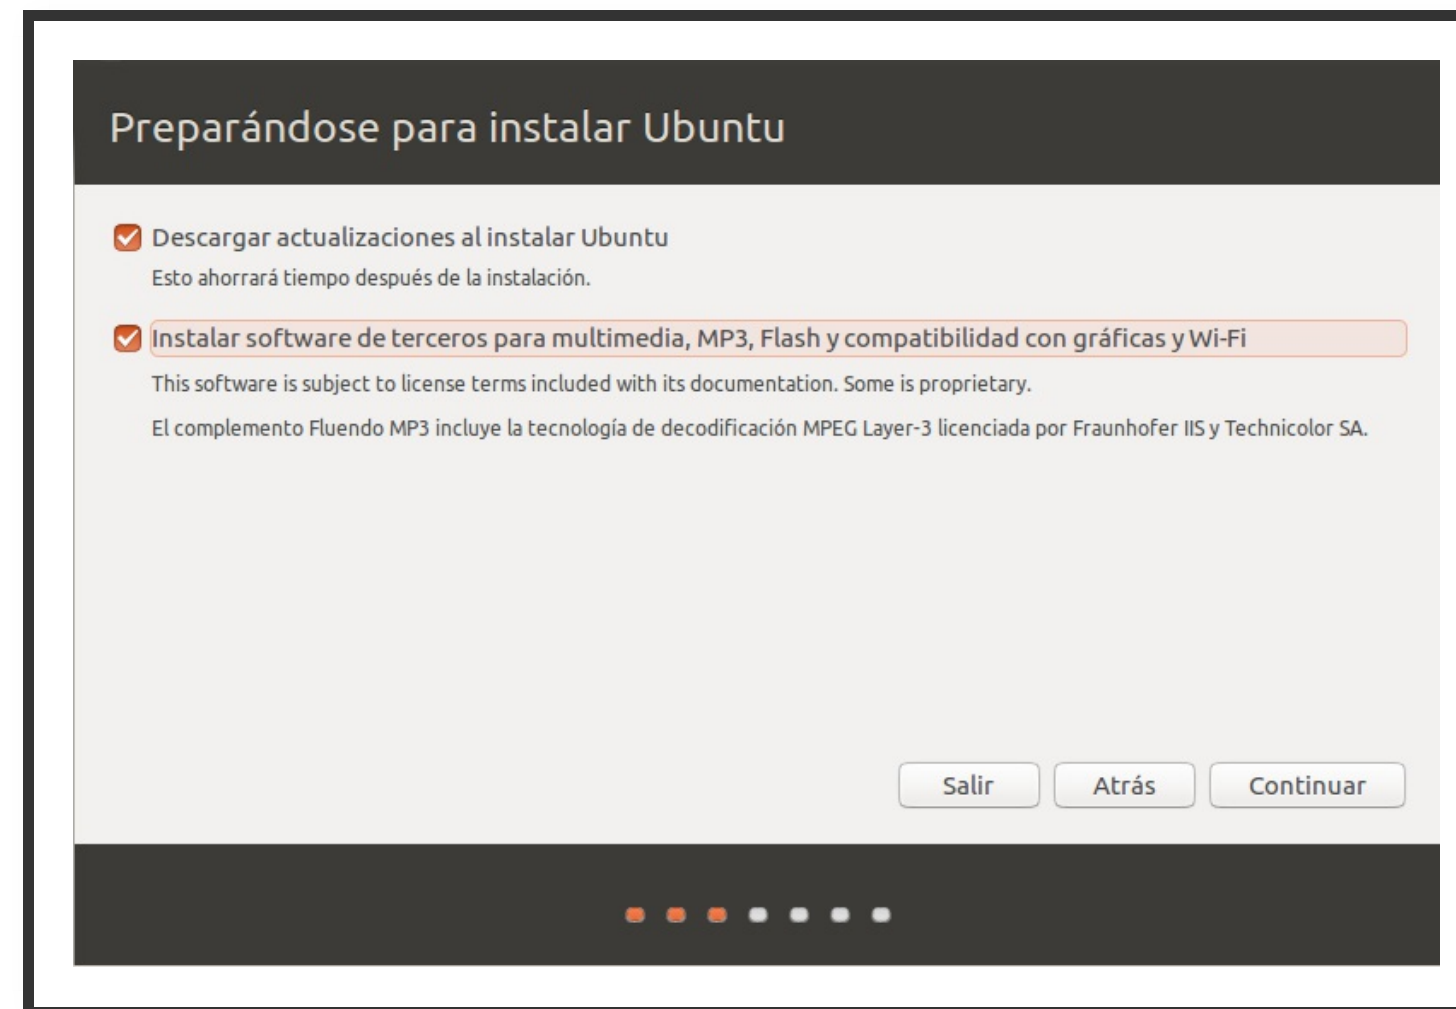 Preparándose para instalar Ubuntu
Descargar actualizaciones al instalar Ubuntu
Esto ahorrará tiempo después de la instalación.
Instalar software de terceros para multimedia, MP3, Flash y compatibilidad con gráficas y Wi-Fi
This software is subject to license terms included with its documentation. Some is proprietary.
El complemento Fluendo MP3 incluye la tecnología de decodificación MPEG Layer-3 licenciada por Fraunhofer IIS y Technicolor SA.
Salir Atrás Continuar